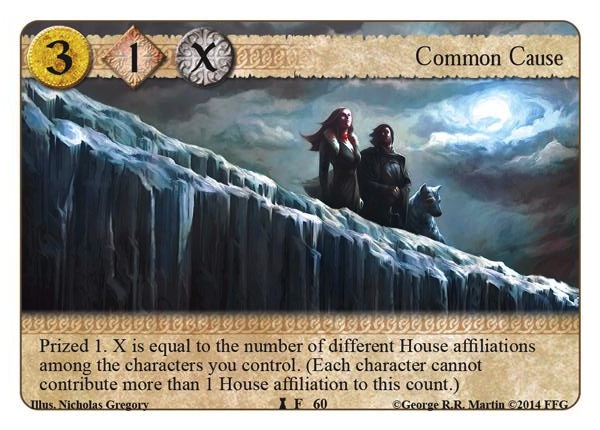 3 1 X Common Cause
Prized 1. X is equal to the number of different House affiliations
among the characters you control. (Each character cannot
contribute more than 1 House affiliation to this count.)
Illus. Nicholas Gregory F 60 ©George R.R. Martin ©2014 FFG